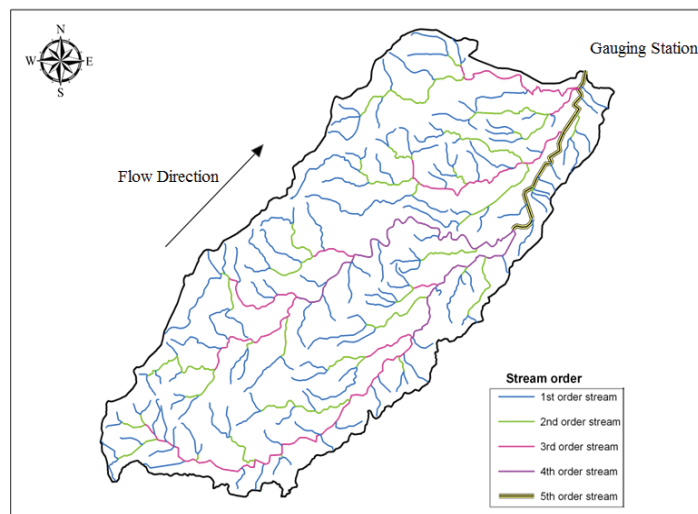 N
W E
S
Gauging Station
Flow Direction
Stream order
1st order stream
2nd order stream
3rd order stream
4th order stream
5th order stream